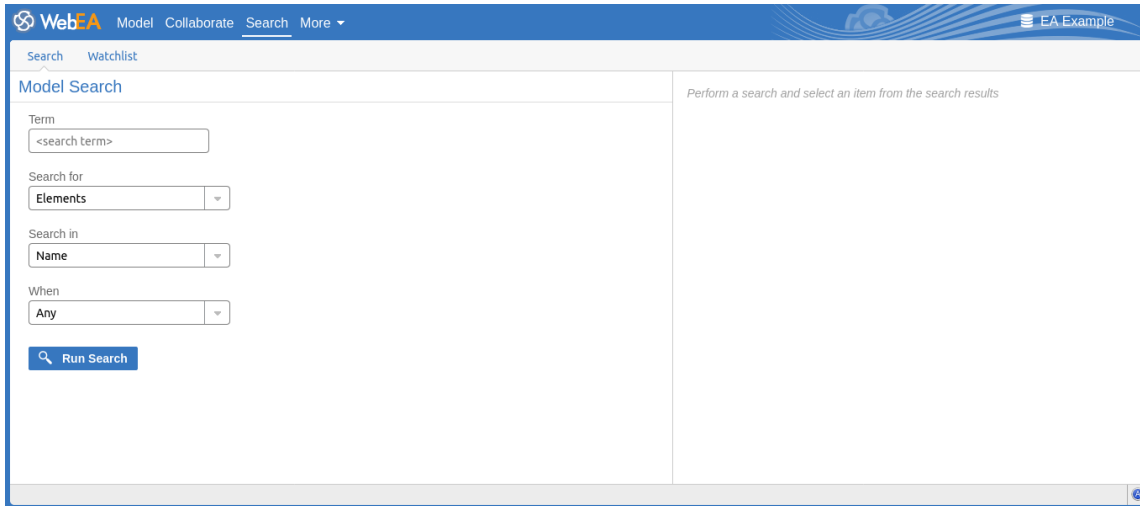 WebEA Model Collaborate Search More EA Example
Search Watchlist
Model Search
Perform a search and select an item from the search results
Term
<search term>
Search for
Elements
Search in
Name
When
Any
Run Search